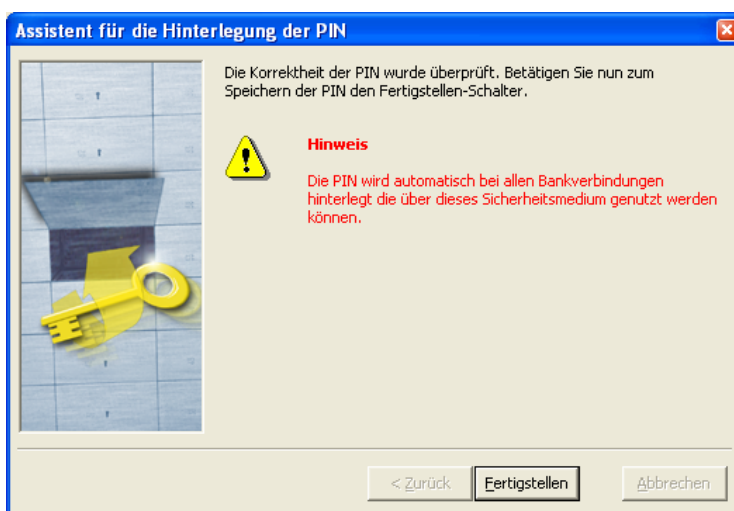 Assistent für die Hinterlegung der PIN
Die Korrektheit der PIN wurde überprüft. Betätigen Sie nun zum
Speichern der PIN den Fertigstellen-Schalter.
Hinweis
Die PIN wird automatisch bei allen Bankverbindungen
hinterlegt die über dieses Sicherheitsmedium genutzt werden
können.
< Zurück
Fertigstellen
Abbrechen